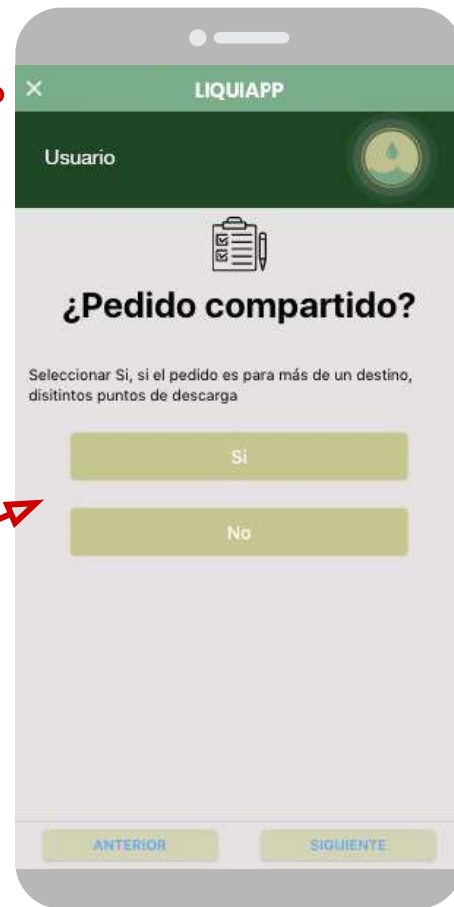 LIQUIAPP
Usuario
¿Pedido compartido?
Seleccionar Si, si el pedido es para más de un destino,
disitintos puntos de descarga
Si
No
ANTERIOR
SIGUIENTE